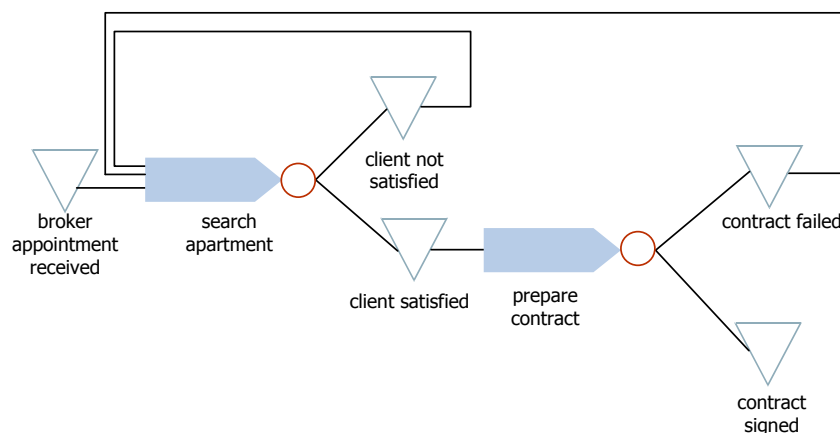 client not
satisfied
broker
appointment
received
search
apartment
client satisfied
prepare
contract
contract failed
contract
signed